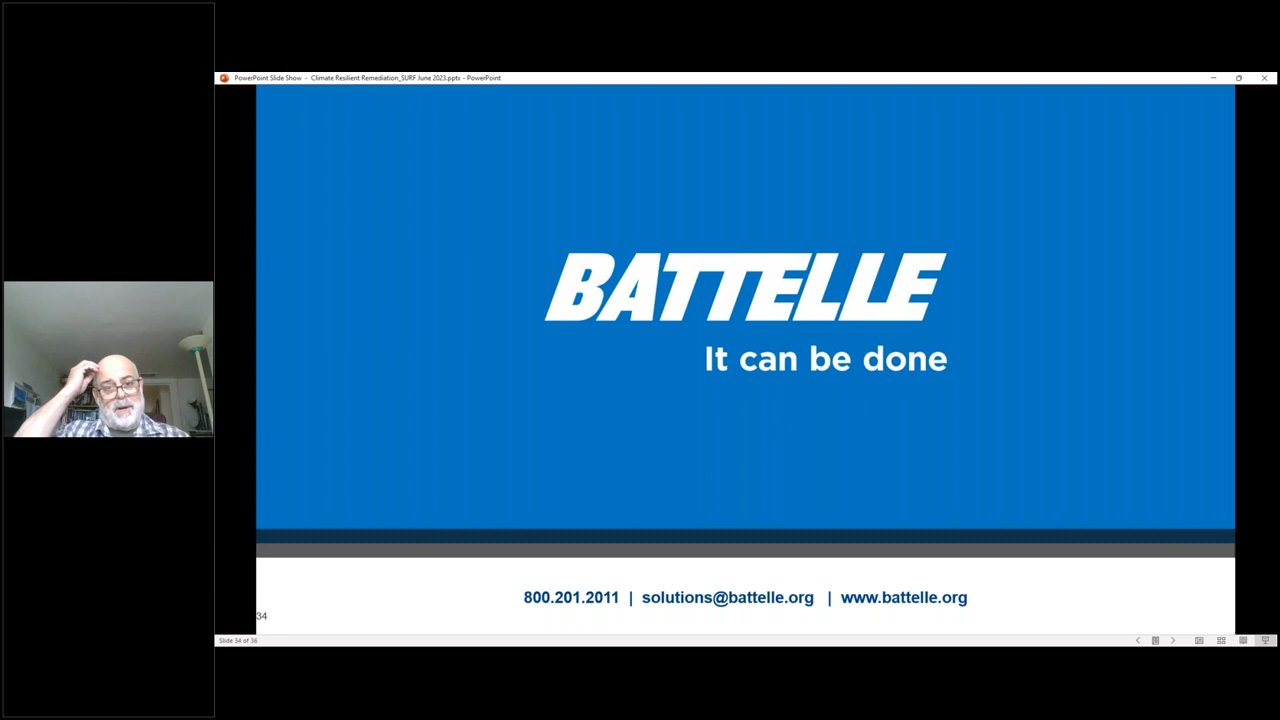 PowerPoint Slide Show - Climate Resilient Remediation_SURF June 2023.pptx - PowerPoint
BATTELLE
It can be done
800.201.2011 | solutions@battelle.org | www.battelle.org
34
Slide 34 of 36